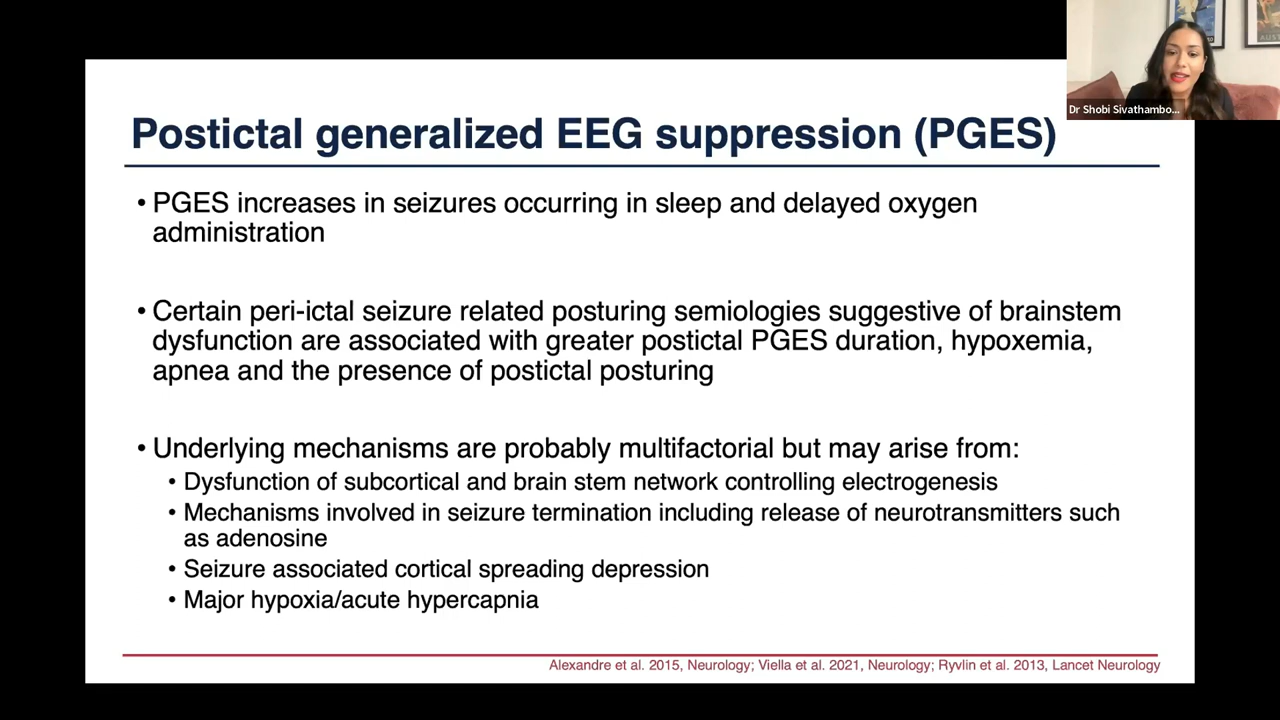 Dr Shobi Sivathambo...
Postictal generalized EEG suppression (PGES)
• PGES increases in seizures occurring in sleep and delayed oxygen
administration
• Certain peri-ictal seizure related posturing semiologies suggestive of brainstem
dysfunction are associated with greater postictal PGES duration, hypoxemia,
apnea and the presence of postictal posturing
• Underlying mechanisms are probably multifactorial but may arise from:
• Dysfunction of subcortical and brain stem network controlling electrogenesis
• Mechanisms involved in seizure termination including release of neurotransmitters such
as adenosine
• Seizure associated cortical spreading depression
• Major hypoxia/acute hypercapnia
Alexandre et al. 2015, Neurology; Viella et al. 2021, Neurology; Ryvlin et al. 2013, Lancet Neurology